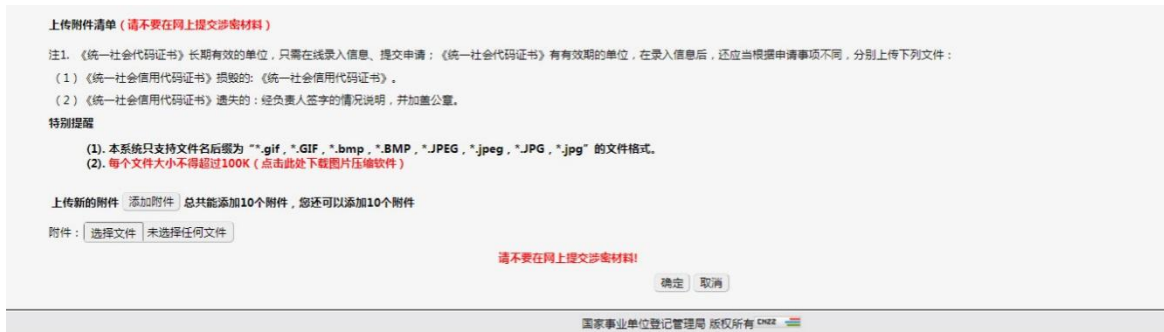 上传附件清单 ( 请不要在网上提交涉密材料 )
注1. 《统一社会代码证书》长期有效的单位，只需在线录入信息、提交申请；《统一社会代码证书》有有效期的单位，在录入信息后，还应当根据申请事项不同，分别上传下列文件：
（1）《统一社会信用代码证书》损毁的: 《统一社会信用代码证书》。
（2）《统一社会信用代码证书》遗失的：经负责人签字的情况说明，并加盖公章。
特别提醒
(1). 本系统只支持文件名后缀为 "*.gif , *.GIF , *.bmp , *.BMP , *.JPEG , *.jpeg , *.JPG , *.jpg" 的文件格式。
(2). 每个文件大小不得超过100K ( 点击此处下载图片压缩软件 )
上传新的附件 添加附件 总共能添加10个附件，您还可以添加10个附件
附件： 选择文件 未选择任何文件
请不要在网上提交涉密材料!
确定 取消
国家事业单位登记管理局 版权所有 CNZZ